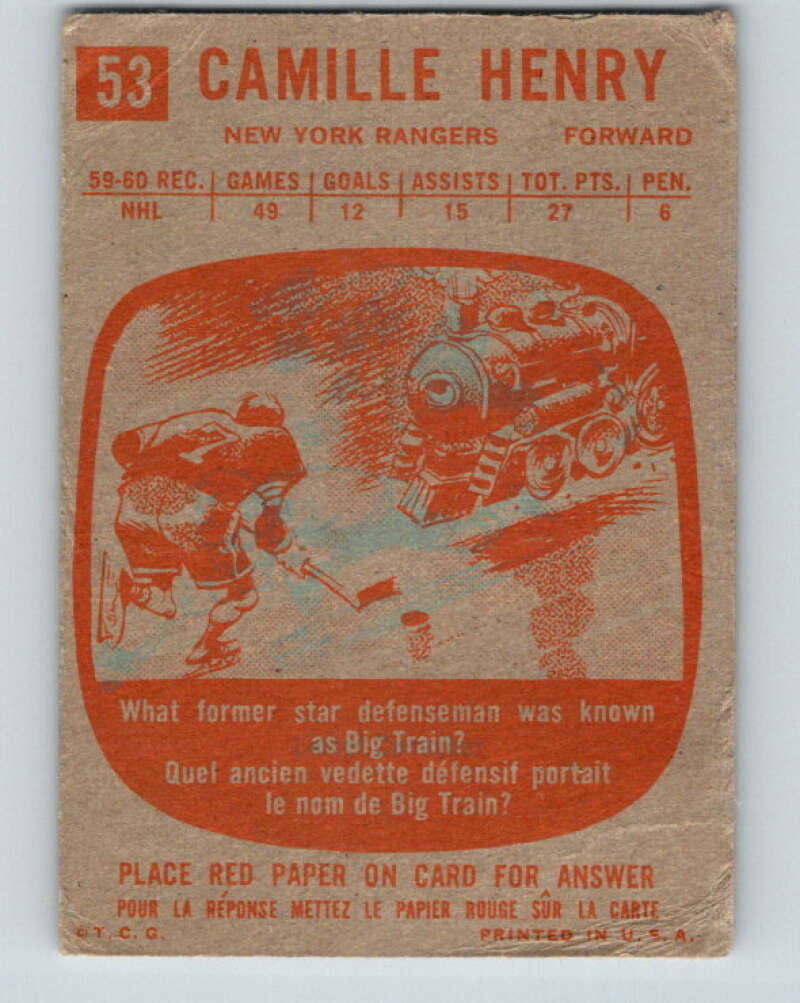 53 CAMILLE HENRY
NEW YORK RANGERS FORWARD
59-60 REC. GAMES GOALS ASSISTS TOT. PTS. PEN.
NHL 49 12 15 27 6
What former star defenseman was known
as Big Train?
Quel ancien vedette défensif portait
le nom de Big Train?
PLACE RED PAPER ON CARD FOR ANSWER
POUR LA RÉPONSE METTEZ LE PAPIER ROUGE SÛR LA CARTE
©T.C.G. PRINTED IN U.S.A.